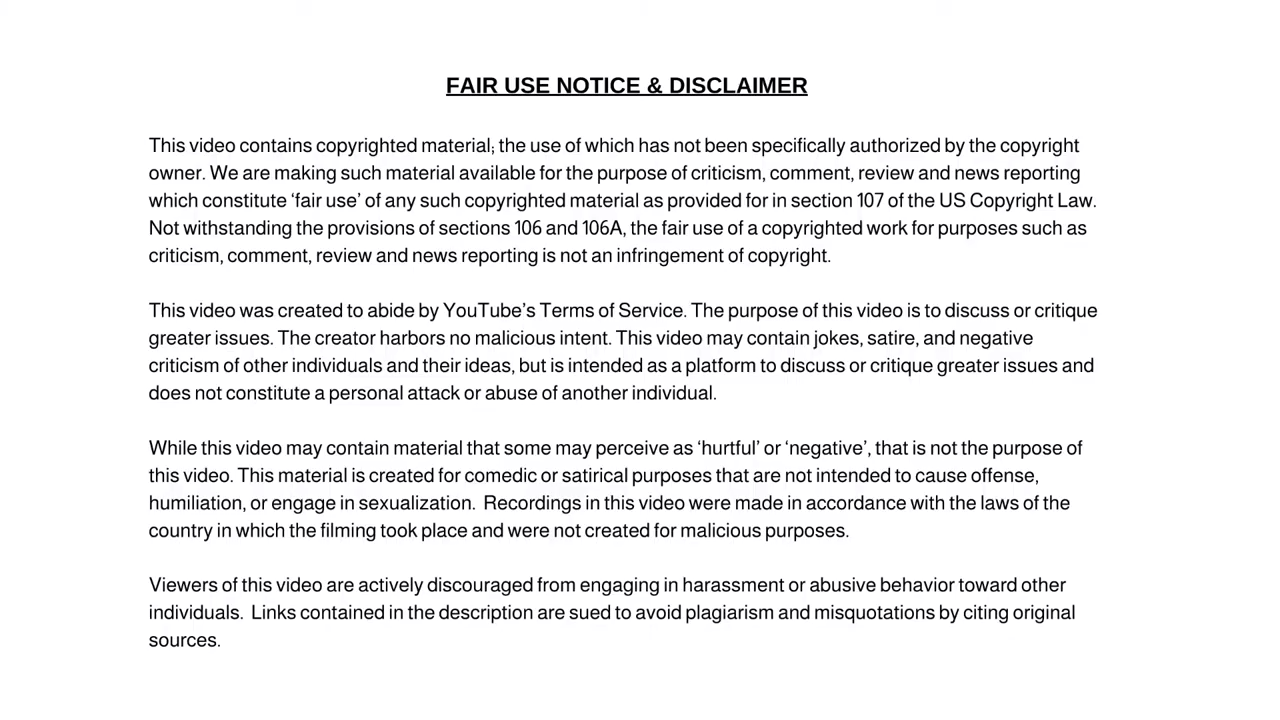 FAIR USE NOTICE & DISCLAIMER
This video contains copyrighted material; the use of which has not been specifically authorized by the copyright
owner. We are making such material available for the purpose of criticism, comment, review and news reporting
which constitute ‘fair use’ of any such copyrighted material as provided for in section 107 of the US Copyright Law.
Not withstanding the provisions of sections 106 and 106A, the fair use of a copyrighted work for purposes such as
criticism, comment, review and news reporting is not an infringement of copyright.
This video was created to abide by YouTube’s Terms of Service. The purpose of this video is to discuss or critique
greater issues. The creator harbors no malicious intent. This video may contain jokes, satire, and negative
criticism of other individuals and their ideas, but is intended as a platform to discuss or critique greater issues and
does not constitute a personal attack or abuse of another individual.
While this video may contain material that some may perceive as ‘hurtful’ or ‘negative’, that is not the purpose of
this video. This material is created for comedic or satirical purposes that are not intended to cause offense,
humiliation, or engage in sexualization.  Recordings in this video were made in accordance with the laws of the
country in which the filming took place and were not created for malicious purposes.
Viewers of this video are actively discouraged from engaging in harassment or abusive behavior toward other
individuals.  Links contained in the description are sued to avoid plagiarism and misquotations by citing original
sources.